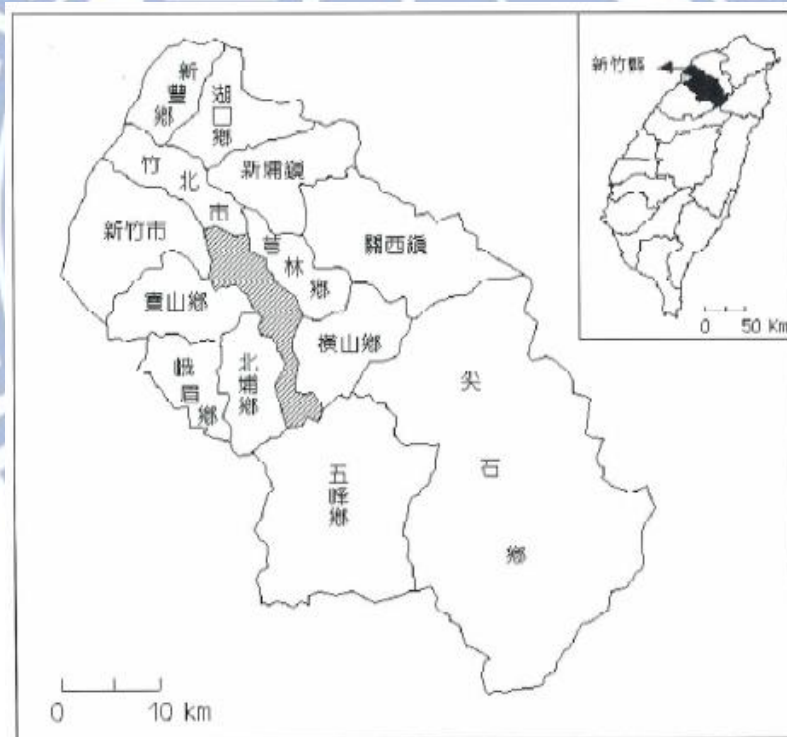 新豐鄉
湖口鄉
竹北市
新埔鎮
新竹市
芎林鄉
關西鎮
寶山鄉
橫山鄉
峨眉鄉
北埔鄉
尖石鄉
五峰鄉
0 10 km
新竹縣
0 50 Km